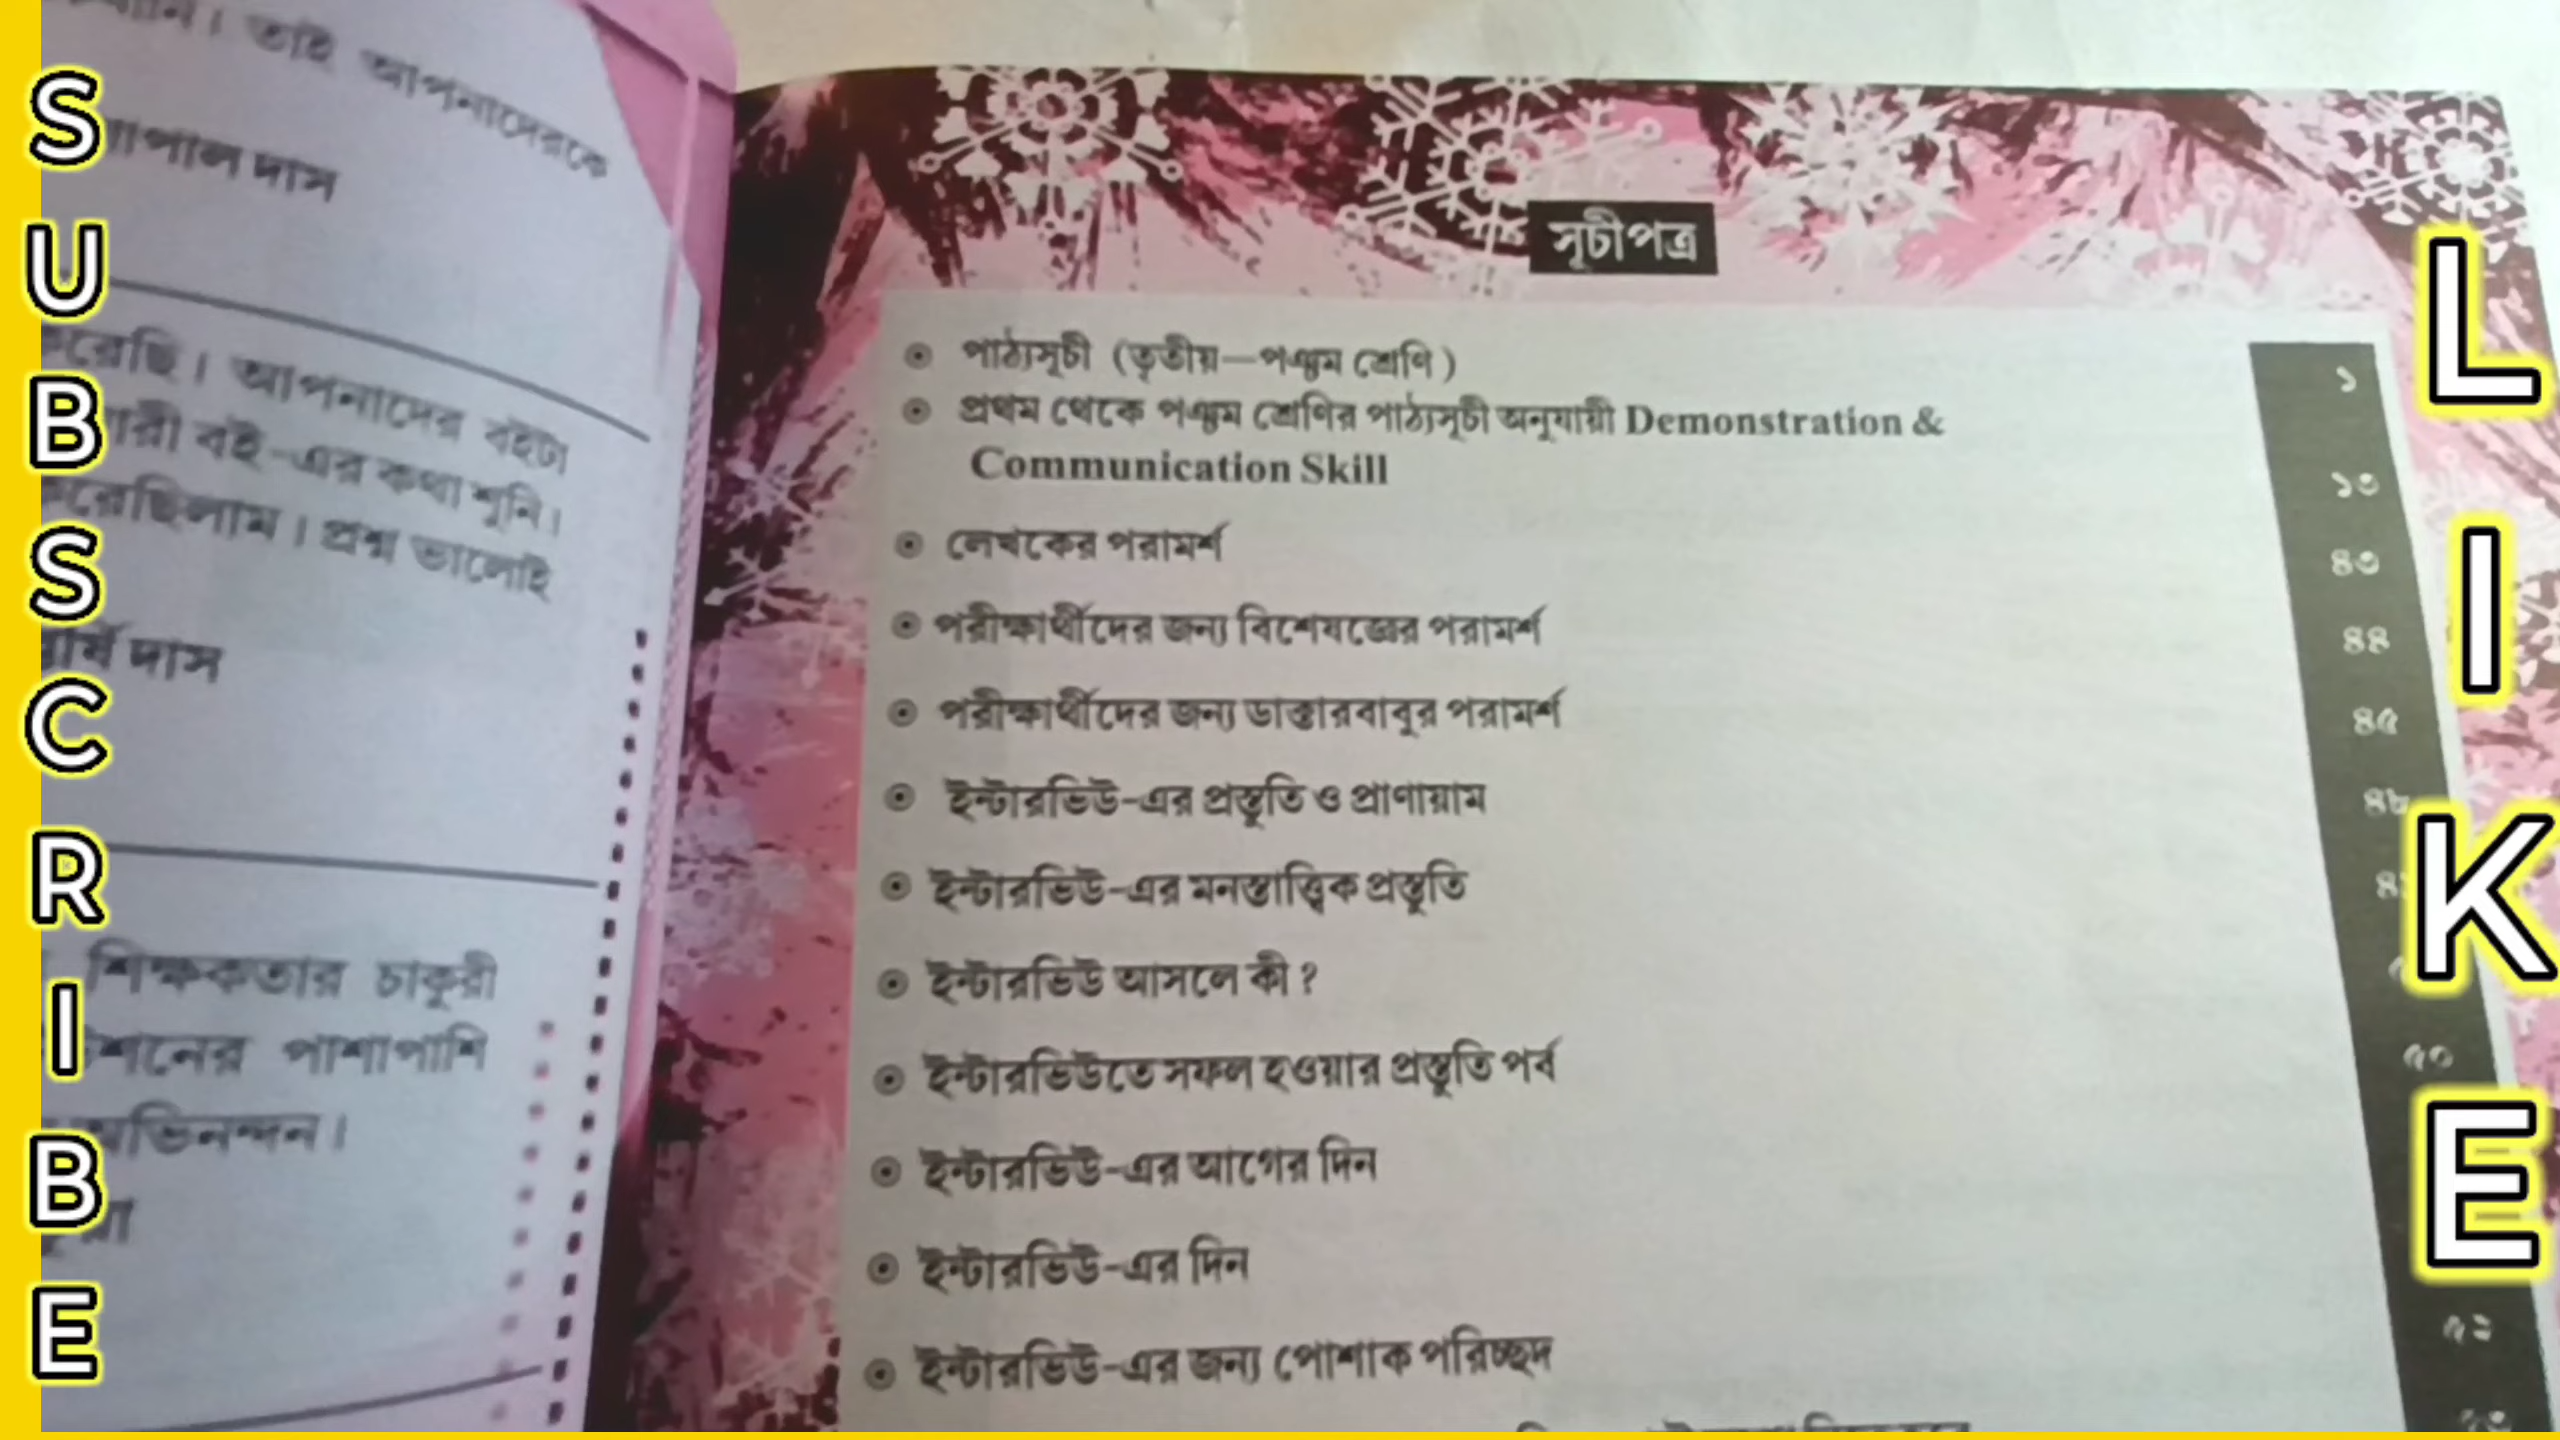 তাই আপনাদেরকে
দাস
আপনাদের বইটা
বই-এর কথা শুনি।
প্রশ্ন ভালোই
দাস
শিক্ষকতার চাকুরী
পাশাপাশি
অভিনন্দন।
সূচীপত্র
পাঠ্যসূচী (তৃতীয়—পঞ্চম শ্রেণি) ১
প্রথম থেকে পঞ্চম শ্রেণির পাঠ্যসূচী অনুযায়ী Demonstration &
Communication Skill ১৩
লেখকের পরামর্শ ৪৩
পরীক্ষার্থীদের জন্য বিশেষজ্ঞের পরামর্শ ৪৪
পরীক্ষার্থীদের জন্য ডাক্তারবাবুর পরামর্শ ৪৫
ইন্টারভিউ-এর প্রস্তুতি ও প্রাণায়াম ৪৮
ইন্টারভিউ-এর মনস্তাত্ত্বিক প্রস্তুতি
ইন্টারভিউ আসলে কী ?
ইন্টারভিউতে সফল হওয়ার প্রস্তুতি পর্ব ৫০
ইন্টারভিউ-এর আগের দিন
ইন্টারভিউ-এর দিন
ইন্টারভিউ-এর জন্য পোশাক পরিচ্ছদ ৫২
SUBSCRIBE
LIKE